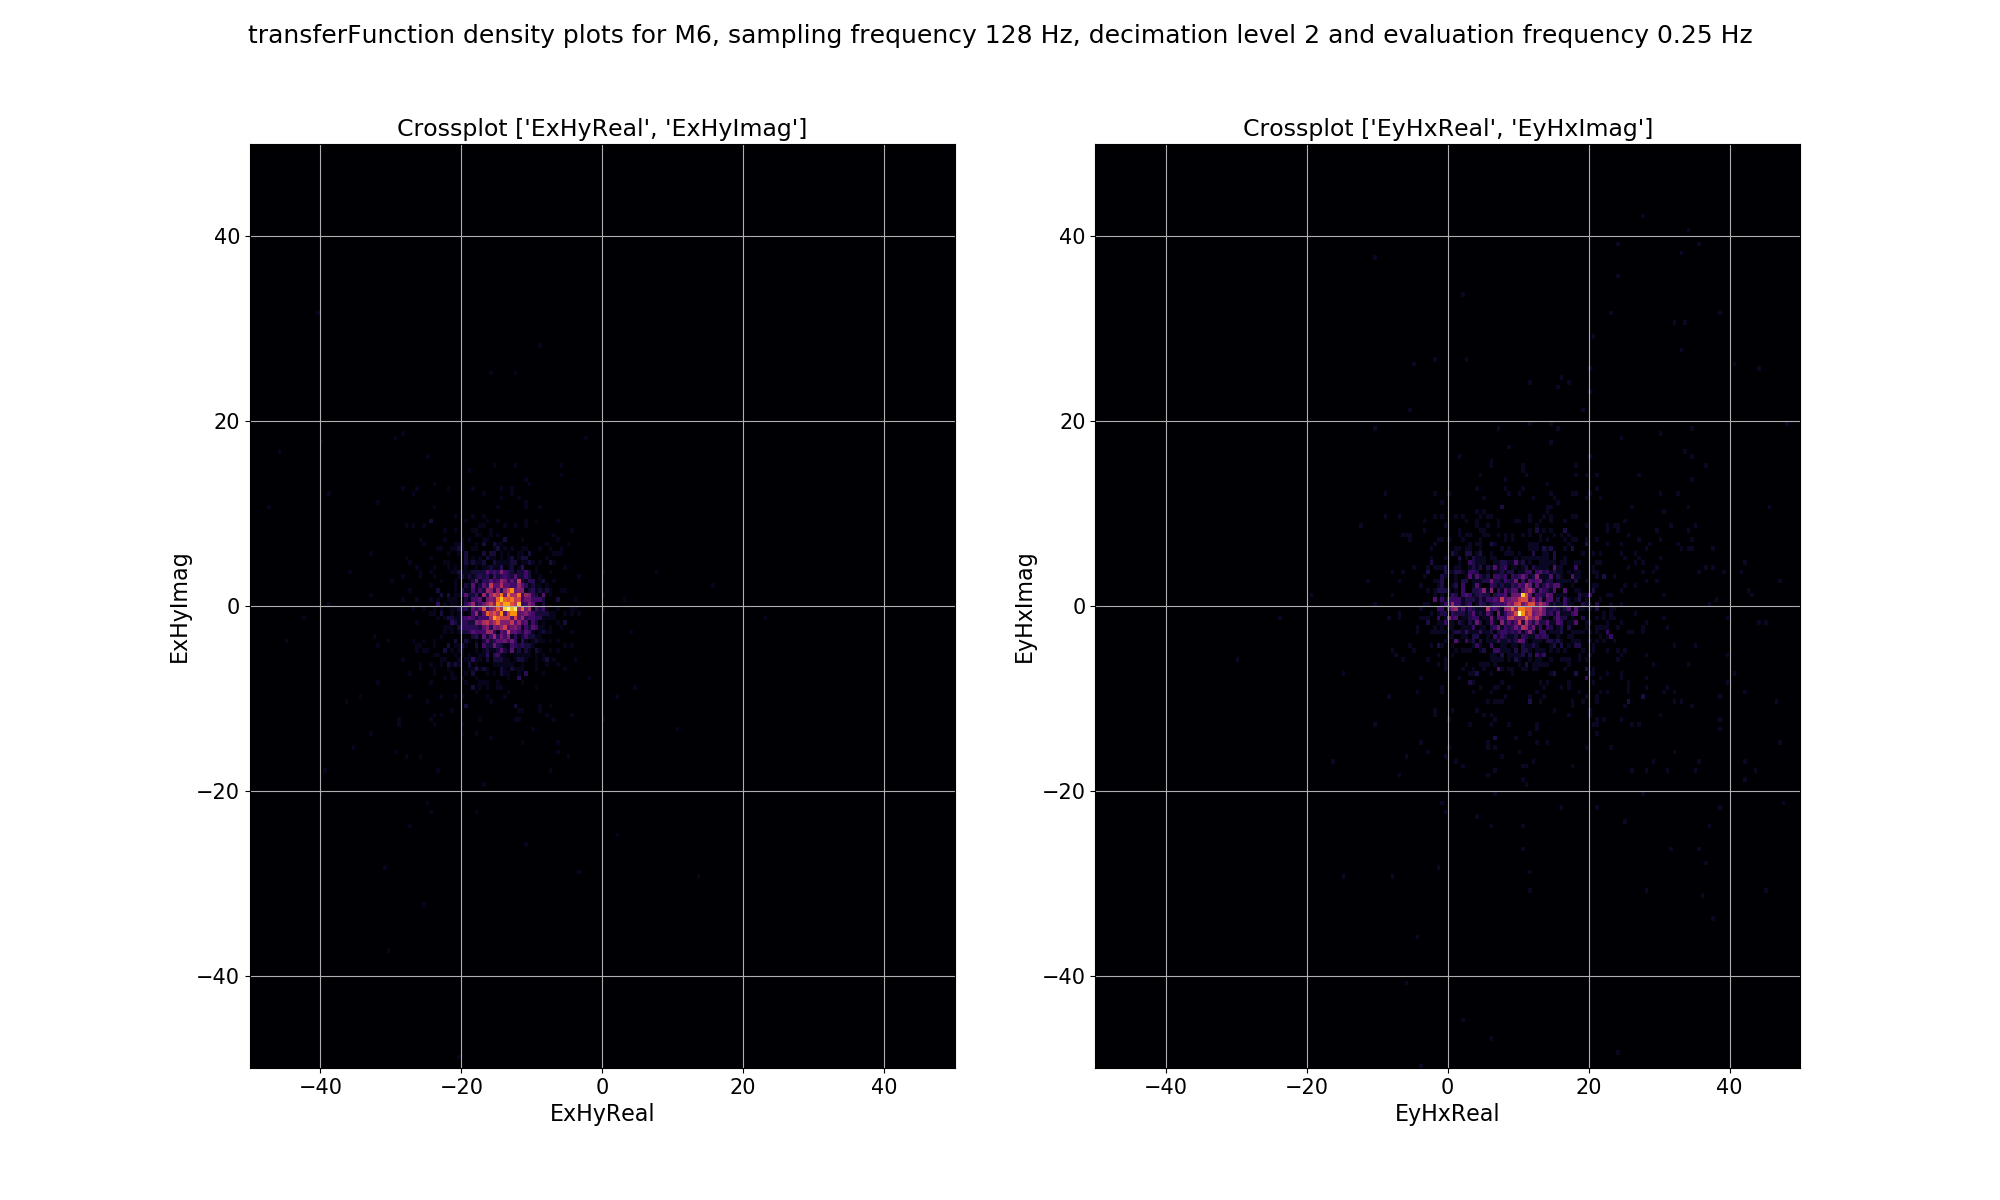 transferFunction density plots for M6, sampling frequency 128 Hz, decimation level 2 and evaluation frequency 0.25 Hz
Crossplot ['ExHyReal', 'ExHyImag']
40
20
0
−20
−40
ExHyImag
−40 −20 0 20 40
ExHyReal
Crossplot ['EyHxReal', 'EyHxImag']
40
20
0
−20
−40
EyHxImag
−40 −20 0 20 40
EyHxReal